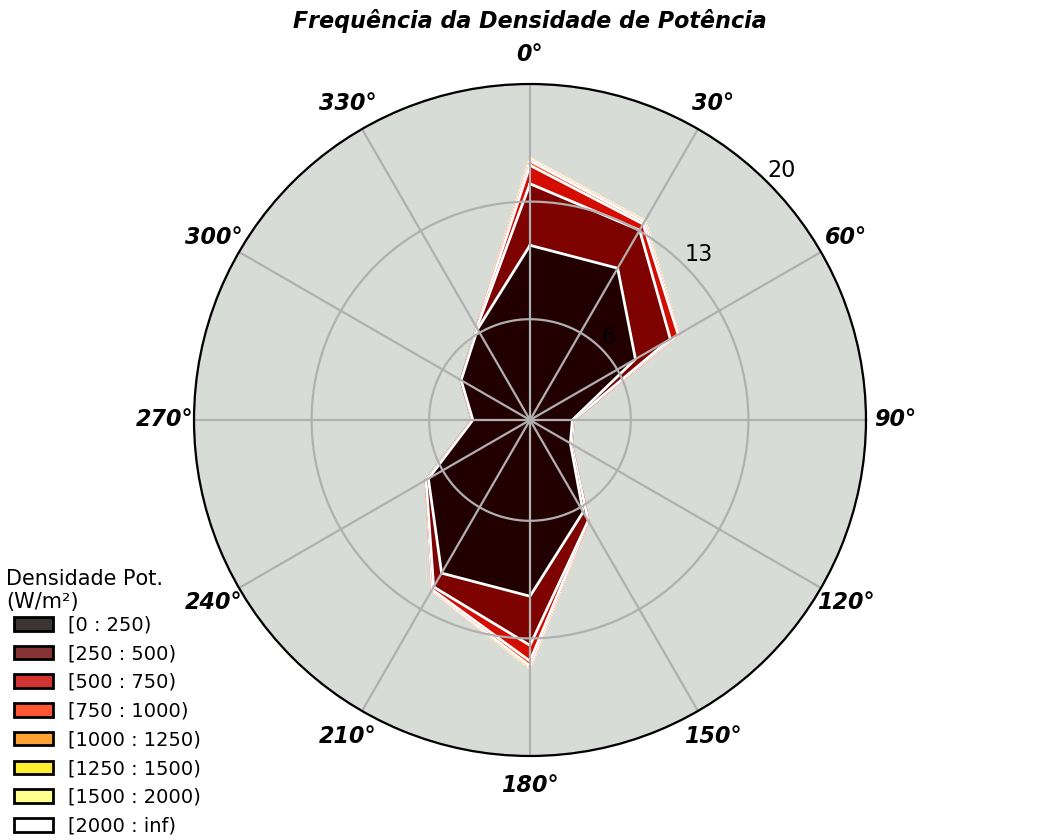 Frequência da Densidade de Potência
0°
330°
30°
20
300°
60°
13
6
270°
90°
240°
120°
210°
150°
180°
Densidade Pot.
(W/m²)
[0 : 250)
[250 : 500)
[500 : 750)
[750 : 1000)
[1000 : 1250)
[1250 : 1500)
[1500 : 2000)
[2000 : inf)